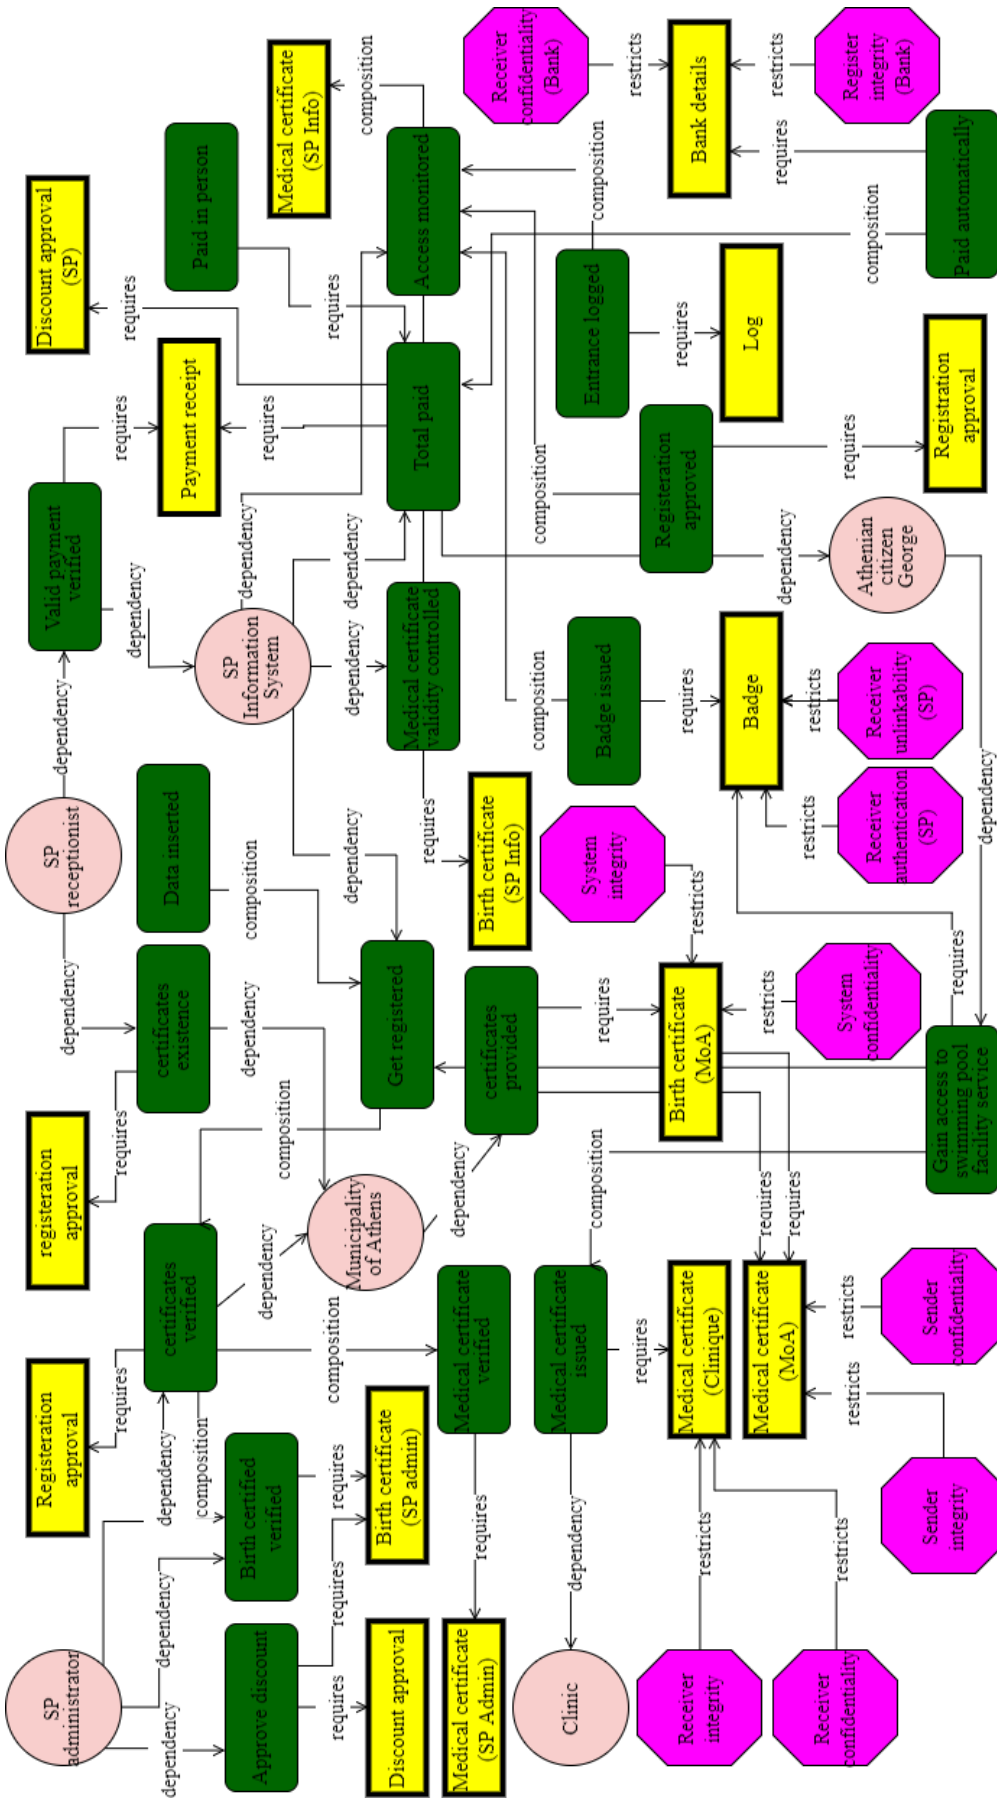 SP
administrator
Registeration
approval
registeration
approval
SP
receptionist
Valid payment
verified
Discount approval
(SP)
dependency
dependency
requires
requires
requires
requires
dependency
dependency
dependency
dependency
certificates
verified
certificates
existence
Data inserted
Payment receipt
Paid in person
composition
dependency
SP
Information
System
dependency
dependency
composition
requires
requires
Approve discount
Birth certified
verified
composition
Medical certificate
(SP Info)
requires
requires
requires
composition
dependency
dependency
dependency
composition
Municipality
of Athens
Discount approval
Birth certificate
(SP admin)
Get registered
Medical certificate
validity controlled
Total paid
Access monitored
requires
dependency
Medical certificate
(SP Admin)
requires
Medical certificate
verified
certificates
provided
Birth certificate
(SP Info)
Receiver
confidentiality
(Bank)
Clinic
dependency
Medical certificate
issued
composition
requires
System
integrity
composition
Badge issued
composition
Registeration
approved
Entrance logged
composition
restricts
requires
requires
requires
Receiver
integrity
restricts
Medical certificate
(Clinique)
Birth certificate
(MoA)
restricts
Log
Bank details
requires
requires
restricts
Medical certificate
(MoA)
Badge
dependency
requires
requires
restricts
restricts
restricts
Receiver
confidentiality
restricts
restricts
restricts
System
confidentiality
Receiver
authentication
(SP)
Receiver
unlinkability
(SP)
Athenian
citizen
George
composition
Register
integrity
(Bank)
Sender
integrity
Sender
confidentiality
Gain access to
swimming pool
facility service
requires
dependency
Registration
approval
Paid automatically